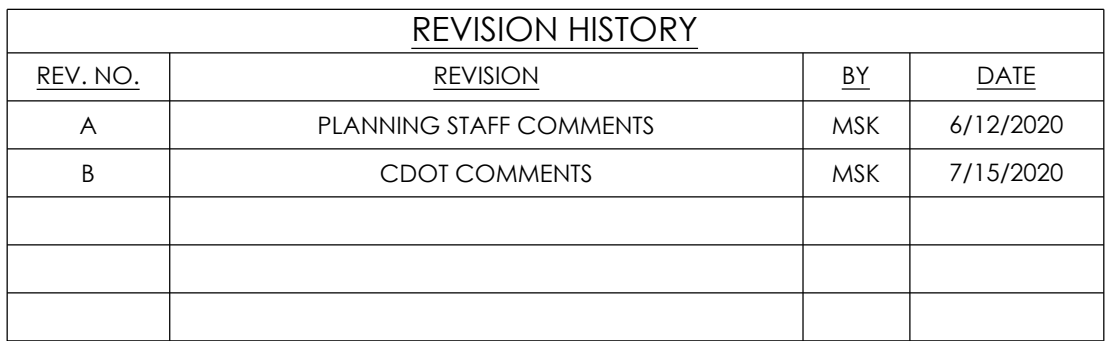 REVISION HISTORY
REV. NO. REVISION BY DATE
A PLANNING STAFF COMMENTS MSK 6/12/2020
B CDOT COMMENTS MSK 7/15/2020